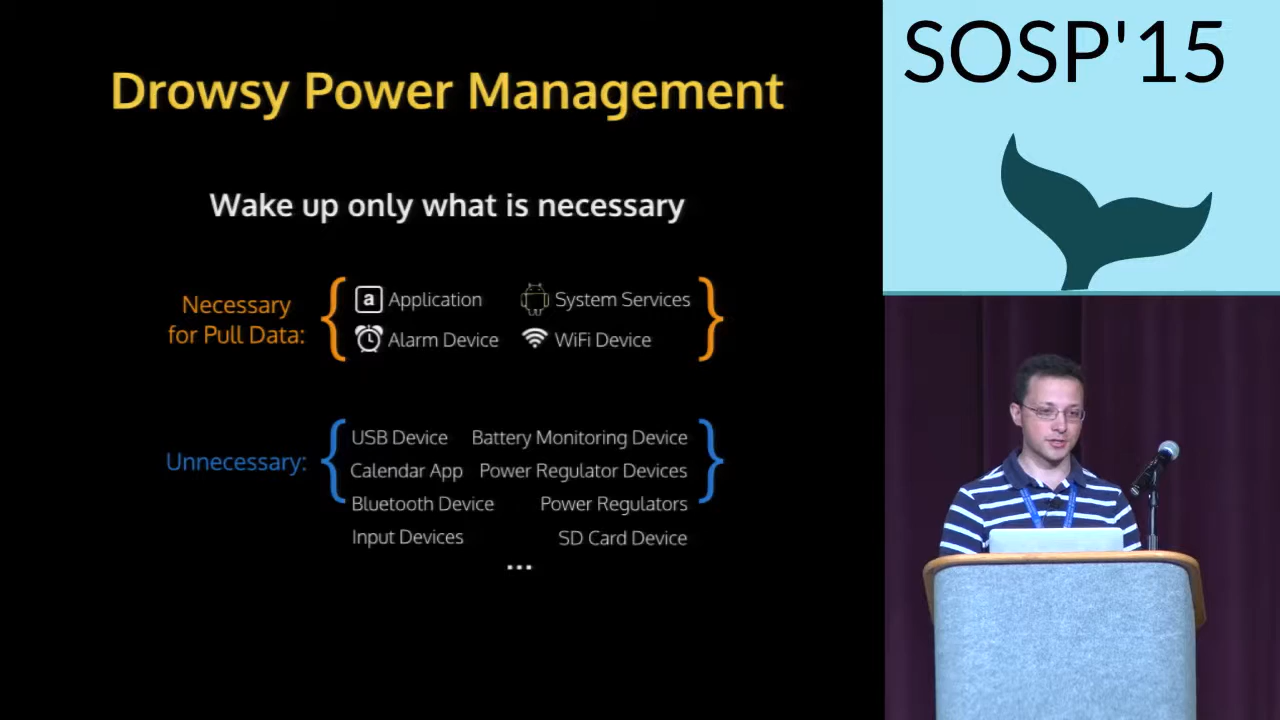 Drowsy Power Management
Wake up only what is necessary
Necessary
for Pull Data:
{
a Application
System Services
Alarm Device
WiFi Device
}
Unnecessary:
{
USB Device
Battery Monitoring Device
Calendar App
Power Regulator Devices
Bluetooth Device
Power Regulators
Input Devices
SD Card Device
...
}
SOSP'15